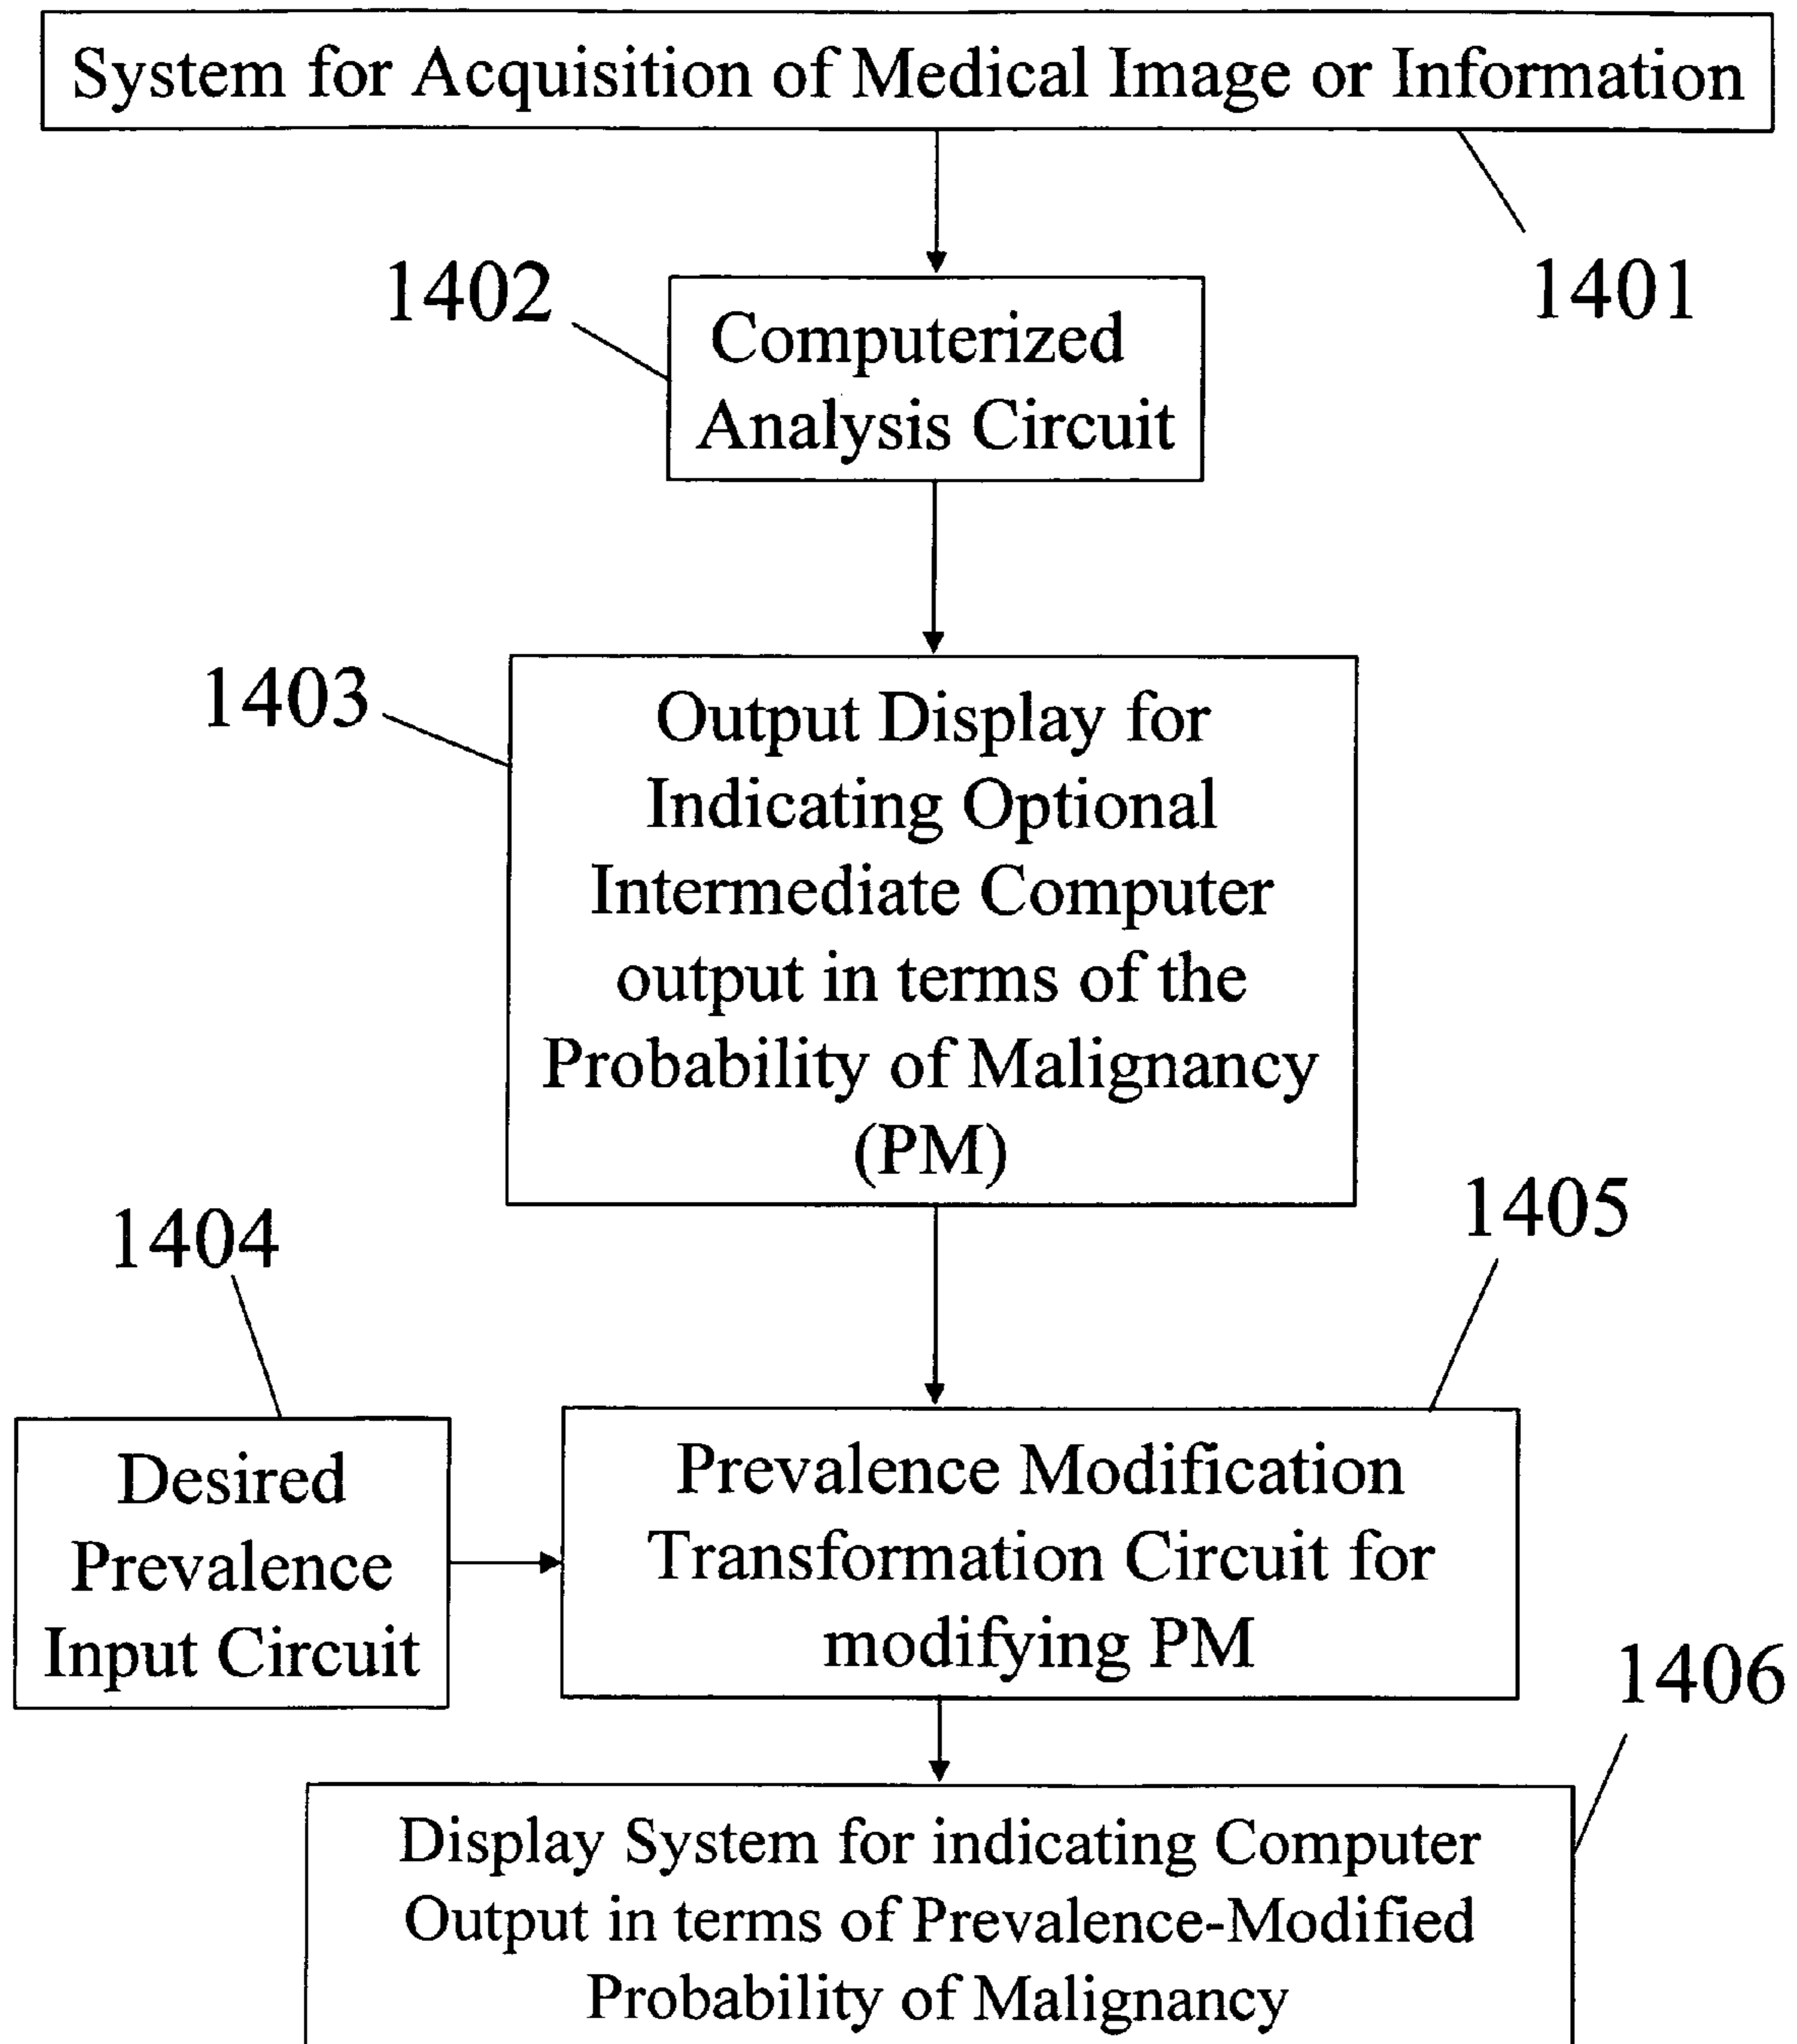 System for Acquisition of Medical Image or Information
1401
1402
Computerized
Analysis Circuit
1403
Output Display for
Indicating Optional
Intermediate Computer
output in terms of the
Probability of Malignancy
(PM)
1404
1405
Desired
Prevalence
Input Circuit
Prevalence Modification
Transformation Circuit for
modifying PM
1406
Display System for indicating Computer
Output in terms of Prevalence-Modified
Probability of Malignancy